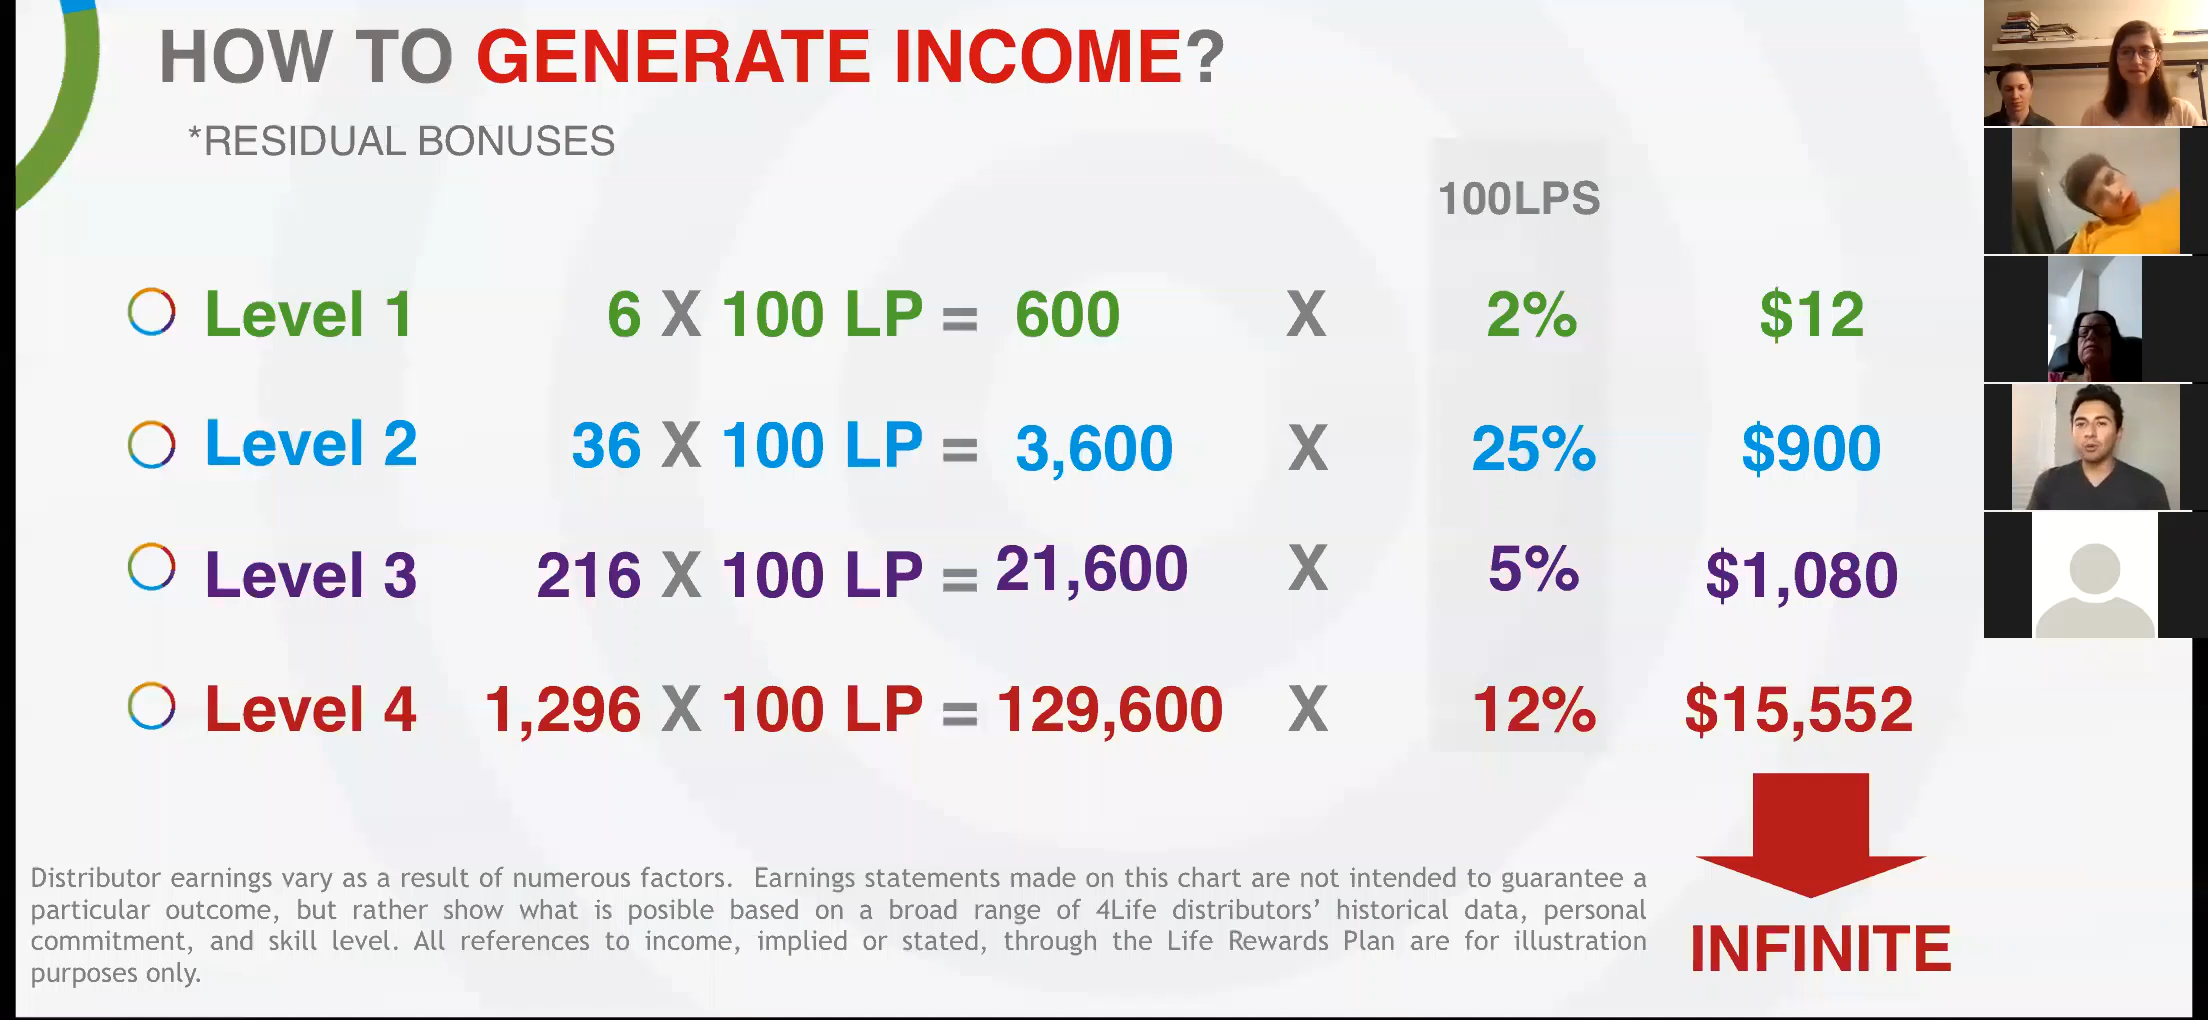 HOW TO GENERATE INCOME?
*RESIDUAL BONUSES
100LPS
Level 1 6 X 100 LP = 600 X 2% $12
Level 2 36 X 100 LP = 3,600 X 25% $900
Level 3 216 X 100 LP = 21,600 X 5% $1,080
Level 4 1,296 X 100 LP = 129,600 X 12% $15,552
INFINITE
Distributor earnings vary as a result of numerous factors. Earnings statements made on this chart are not intended to guarantee a
particular outcome, but rather show what is posible based on a broad range of 4Life distributors’ historical data, personal
commitment, and skill level. All references to income, implied or stated, through the Life Rewards Plan are for illustration
purposes only.